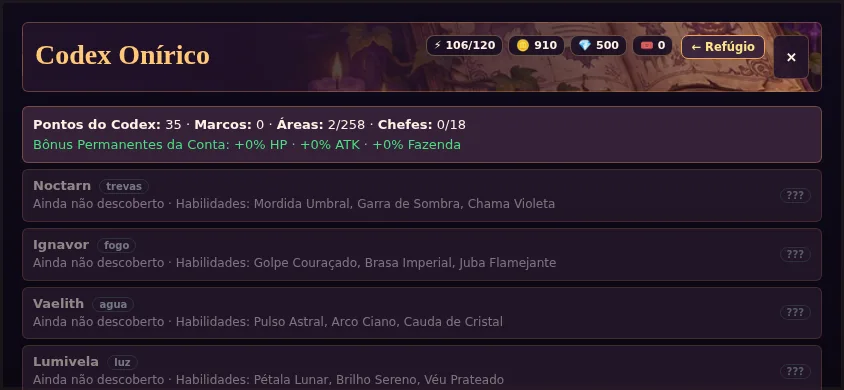 Codex Onírico
⚡ 106/120 🪙 910 💎 500 🎟️ 0 ← Refúgio ×
Pontos do Codex: 35 · Marcos: 0 · Áreas: 2/258 · Chefes: 0/18
Bônus Permanentes da Conta: +0% HP · +0% ATK · +0% Fazenda
Noctarn trevas
Ainda não descoberto · Habilidades: Mordida Umbral, Garra de Sombra, Chama Violeta
???
Ignavor fogo
Ainda não descoberto · Habilidades: Golpe Couraçado, Brasa Imperial, Juba Flamejante
???
Vaelith agua
Ainda não descoberto · Habilidades: Pulso Astral, Arco Ciano, Cauda de Cristal
???
Lumivela luz
Ainda não descoberto · Habilidades: Pétala Lunar, Brilho Sereno, Véu Prateado
???